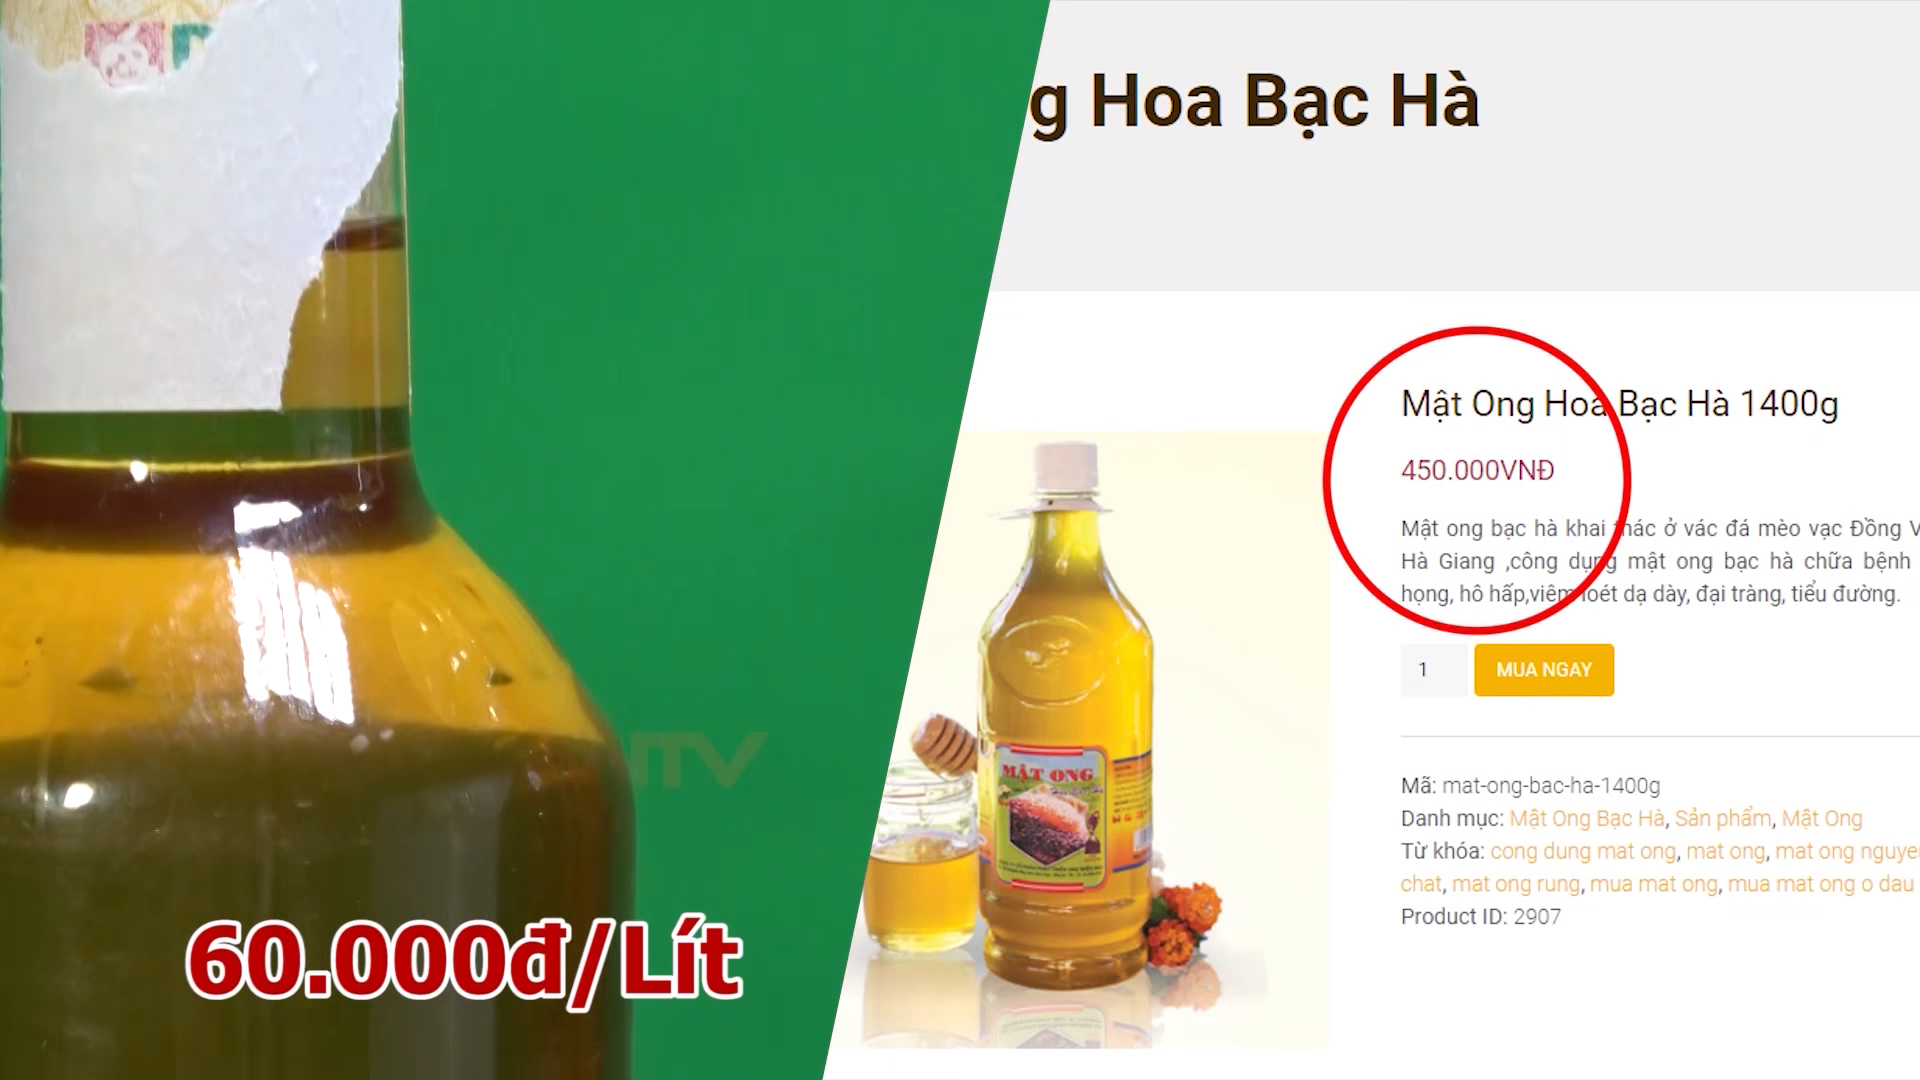 60.000đ/Lít
g Hoa Bạc Hà
Mật Ong Hoa Bạc Hà 1400g
450.000VNĐ
Mật ong bạc hà khai thác ở vác đá mèo vạc Đồng V
Hà Giang ,công dụng mật ong bạc hà chữa bệnh
họng, hô hấp,viêm loét dạ dày, đại tràng, tiểu đường.
1
MUA NGAY
Mã: mat-ong-bac-ha-1400g
Danh mục: Mật Ong Bạc Hà, Sản phẩm, Mật Ong
Từ khóa: cong dung mat ong, mat ong, mat ong nguye
chat, mat ong rung, mua mat ong, mua mat ong o dau
Product ID: 2907
MẬT ONG